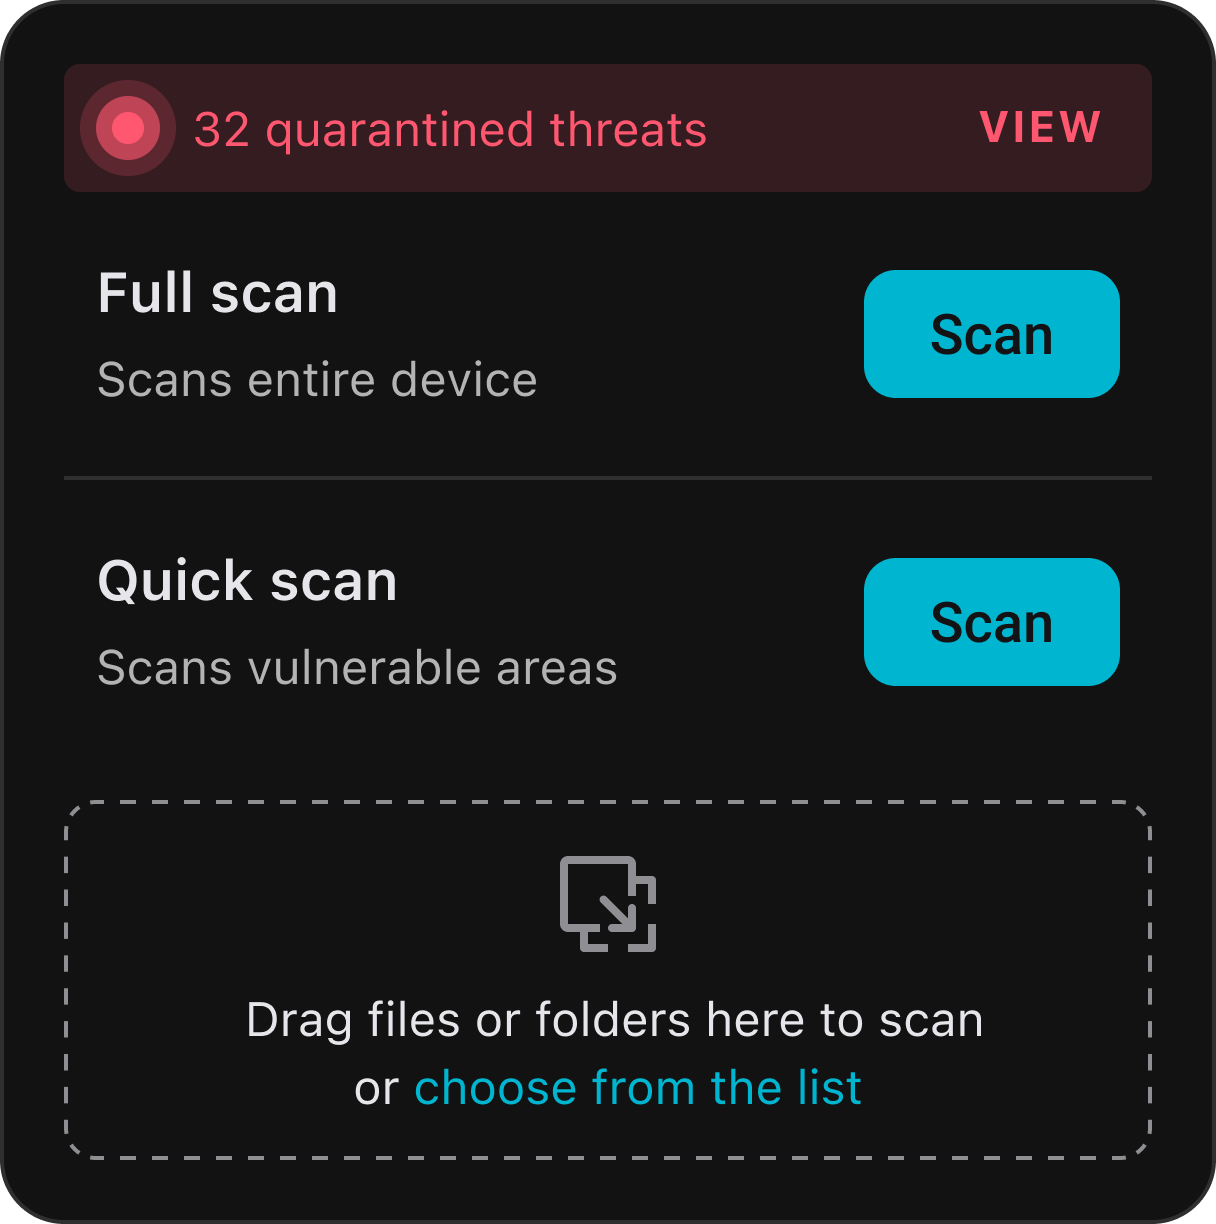 32 quarantined threats VIEW
Full scan
Scans entire device
Scan
Quick scan
Scans vulnerable areas
Scan
Drag files or folders here to scan
or choose from the list